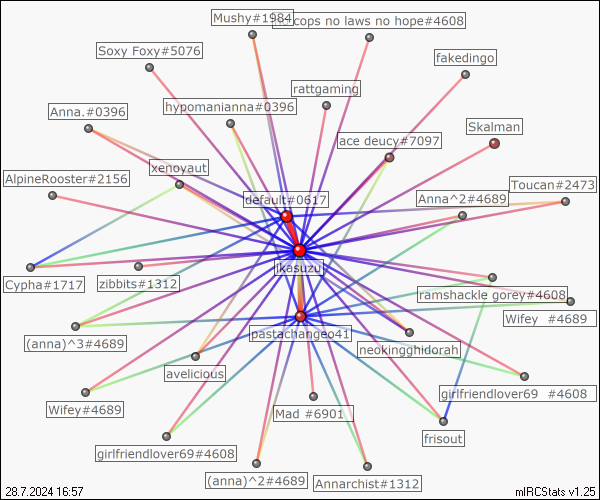 Mushy#1984
cops no laws no hope#4608
Soxy Foxy#5076
fakedingo
rattgaming
Anna.#0396
hypomanianna#0396
Skalman
ace deucy#7097
xenoyaut
AlpineRooster#2156
Toucan#2473
default#0617
Anna^2#4689
jkasuzu
Cypha#1717
zibbits#1312
ramshackle gorey#4608
Wifey #4689
(anna)^3#4689
pastachangeo41
neokingghidorah
avelicious
girlfriendlover69 #4608
Wifey#4689
Mad #6901
frisout
girlfriendlover69#4608
(anna)^2#4689
Annarchist#1312
28.7.2024 16:57
mIRCStats v1.25